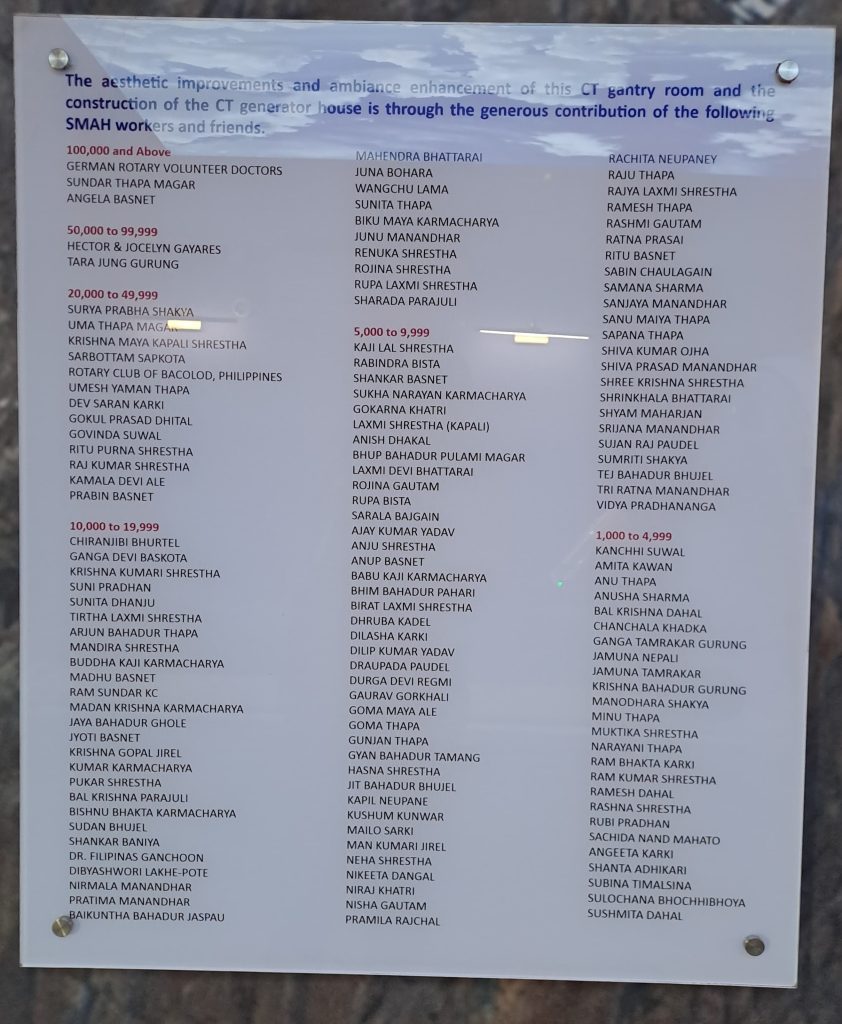 The aesthetic improvements and ambiance enhancement of this CT gantry room and the
construction of the CT generator house is through the generous contribution of the following
SMAH workers and friends.
100,000 and Above
GERMAN ROTARY VOLUNTEER DOCTORS
SUNDAR THAPA MAGAR
ANGELA BASNET
50,000 to 99,999
HECTOR & JOCELYN GAYARES
TARA JUNG GURUNG
20,000 to 49,999
SURYA PRABHA SHAKYA
UMA THAPA MAGAR
KRISHNA MAYA KAPALI SHRESTHA
SARBOTTAM SAPKOTA
ROTARY CLUB OF BACOLOD, PHILIPPINES
UMESH YAMAN THAPA
DEV SARAN KARKI
GOKUL PRASAD DHITAL
GOVINDA SUWAL
RITU PURNA SHRESTHA
RAJ KUMAR SHRESTHA
KAMALA DEVI ALE
PRABIN BASNET
10,000 to 19,999
CHIRANJIBI BHURTEL
GANGA DEVI BASKOTA
KRISHNA KUMARI SHRESTHA
SUNI PRADHAN
SUNITA DHANJU
TIRTHA LAXMI SHRESTHA
ARJUN BAHADUR THAPA
MANDIRA SHRESTHA
BUDDHA KAJI KARMACHARYA
MADHU BASNET
RAM SUNDAR KC
MADAN KRISHNA KARMACHARYA
JAYA BAHADUR GHOLE
JYOTI BASNET
KRISHNA GOPAL JIREL
KUMAR KARMACHARYA
PUKAR SHRESTHA
BAL KRISHNA PARAJULI
BISHNU BHAKTA KARMACHARYA
SUDAN BHUJEL
SHANKAR BANIYA
DR. FILIPINAS GANCHOON
DIBYASHWORI LAKHE-POTE
NIRMALA MANANDHAR
PRATIMA MANANDHAR
BAIKUNTHA BAHADUR JASPAU
MAHENDRA BHATTARAI
JUNA BOHARA
WANGCHU LAMA
SUNITA THAPA
BIKU MAYA KARMACHARYA
JUNU MANANDHAR
RENUKA SHRESTHA
ROJINA SHRESTHA
RUPA LAXMI SHRESTHA
SHARADA PARAJULI
5,000 to 9,999
KAJI LAL SHRESTHA
RABINDRA BISTA
SHANKAR BASNET
SUKHA NARAYAN KARMACHARYA
GOKARNA KHATRI
LAXMI SHRESTHA (KAPALI)
ANISH DHAKAL
BHUP BAHADUR PULAMI MAGAR
LAXMI DEVI BHATTARAI
ROJINA GAUTAM
RUPA BISTA
SARALA BAJGAIN
AJAY KUMAR YADAV
ANJU SHRESTHA
ANUP BASNET
BABU KAJI KARMACHARYA
BHIM BAHADUR PAHARI
BIRAT LAXMI SHRESTHA
DHRUBA KADEL
DILASHA KARKI
DILIP KUMAR YADAV
DRAUPADA PAUDEL
DURGA DEVI REGMI
GAURAV GORKHALI
GOMA MAYA ALE
GOMA THAPA
GUNJAN THAPA
GYAN BAHADUR TAMANG
HASNA SHRESTHA
JIT BAHADUR BHUJEL
KAPIL NEUPANE
KUSHUM KUNWAR
MAILO SARKI
MAN KUMARI JIREL
NEHA SHRESTHA
NIKEETA DANGAL
NIRAJ KHATRI
NISHA GAUTAM
PRAMILA RAJCHAL
RACHITA NEUPANEY
RAJU THAPA
RAJYA LAXMI SHRESTHA
RAMESH THAPA
RASHMI GAUTAM
RATNA PRASAI
RITU BASNET
SABIN CHAULAGAIN
SAMANA SHARMA
SANJAYA MANANDHAR
SANU MAIYA THAPA
SAPANA THAPA
SHIVA KUMAR OJHA
SHIVA PRASAD MANANDHAR
SHREE KRISHNA SHRESTHA
SHRINKHALA BHATTARAI
SHYAM MAHARJAN
SRIJANA MANANDHAR
SUJAN RAJ PAUDEL
SUMRITI SHAKYA
TEJ BAHADUR BHUJEL
TRI RATNA MANANDHAR
VIDYA PRADHANANGA
1,000 to 4,999
KANCHHI SUWAL
AMITA KAWAN
ANU THAPA
ANUSHA SHARMA
BAL KRISHNA DAHAL
CHANCHALA KHADKA
GANGA TAMRAKAR GURUNG
JAMUNA NEPALI
JAMUNA TAMRAKAR
KRISHNA BAHADUR GURUNG
MANODHARA SHAKYA
MINU THAPA
MUKTIKA SHRESTHA
NARAYANI THAPA
RAM BHAKTA KARKI
RAM KUMAR SHRESTHA
RAMESH DAHAL
RASHNA SHRESTHA
RUBI PRADHAN
SACHIDA NAND MAHATO
ANGEETA KARKI
SHANTA ADHIKARI
SUBINA TIMALSINA
SULOCHANA BHOCHHIBHOYA
SUSHMITA DAHAL